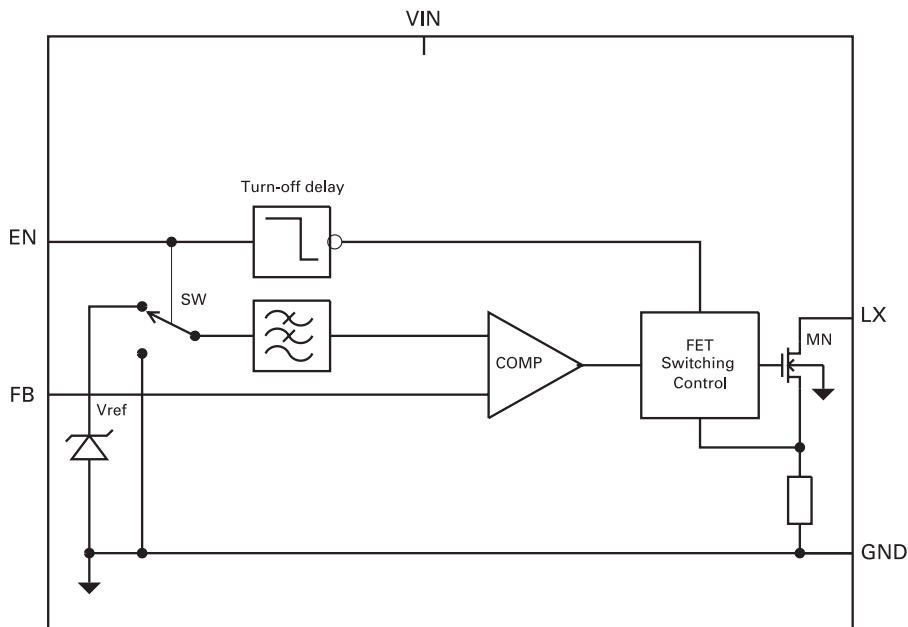 VIN
Turn-off delay
EN
SW
LX
MN
COMP
FET
Switching
Control
FB
Vref
GND